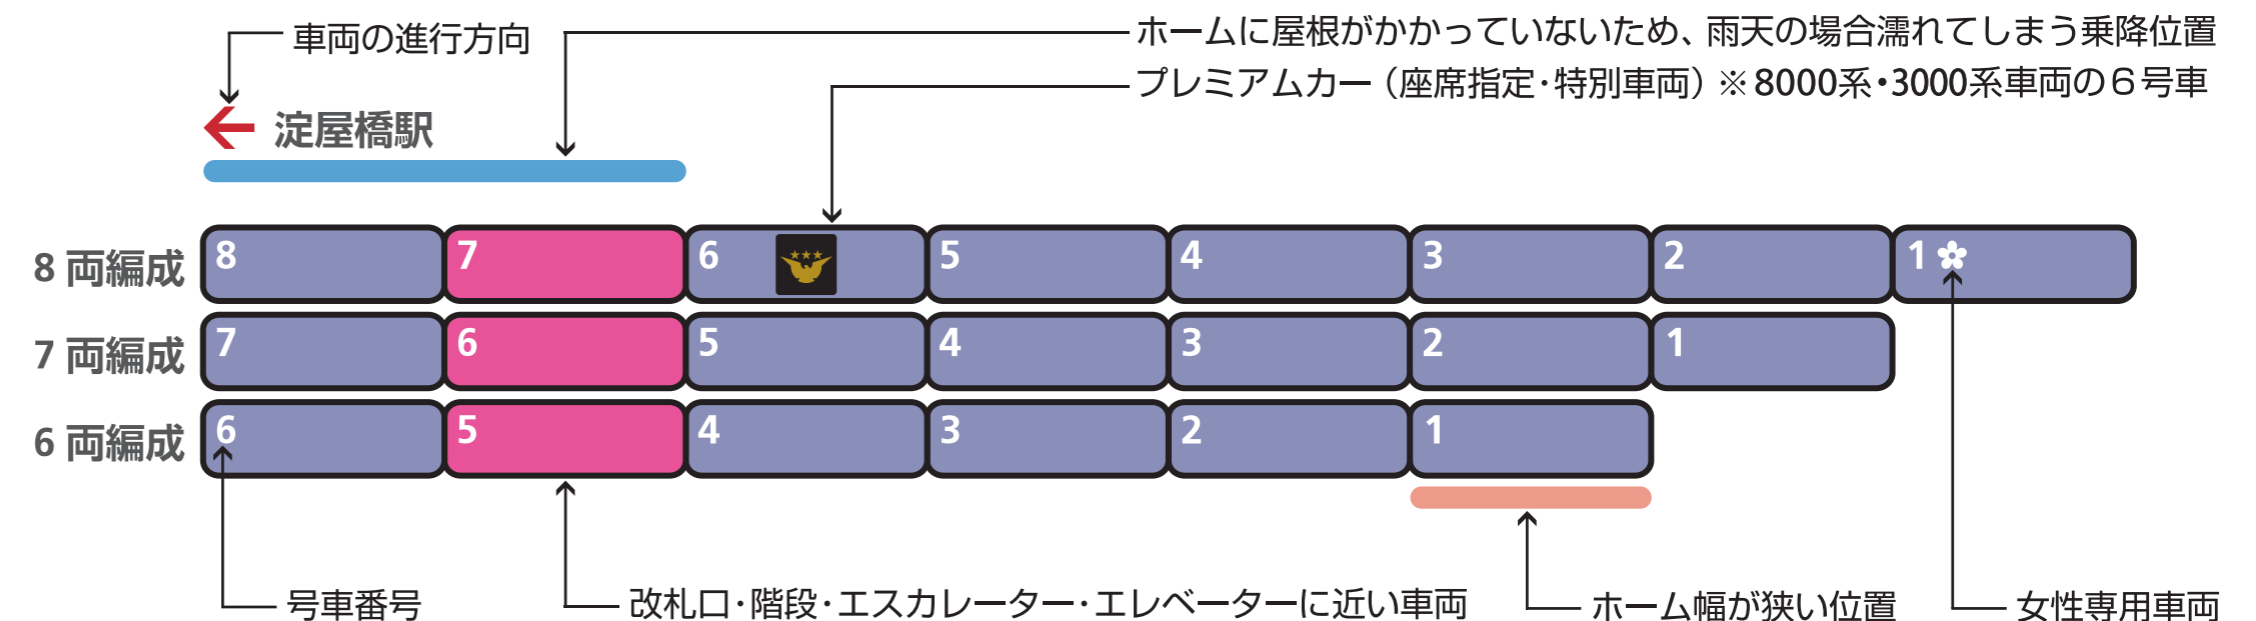 車両の進行方向
ホームに屋根がかかっていないため、雨天の場合濡れてしまう乗降位置
プレミアムカー（座席指定・特別車両）※8000系・3000系車両の６号車
淀屋橋駅
8 両編成 8 7 6 5 4 3 2 1
7 両編成 7 6 5 4 3 2 1
6 両編成 6 5 4 3 2 1
号車番号
改札口・階段・エスカレーター・エレベーターに近い車両
ホーム幅が狭い位置
女性専用車両